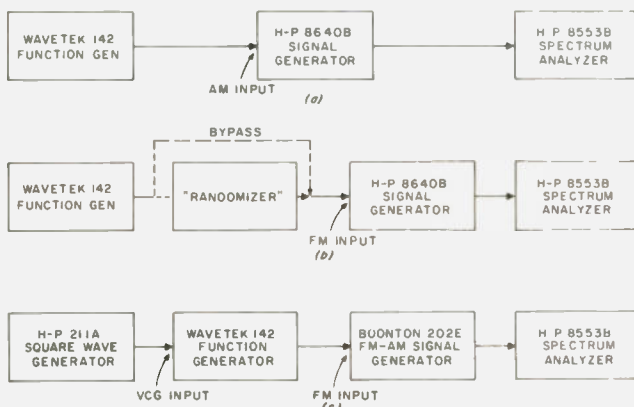 WAVETEK 142
FUNCTION GEN
H-P 8640B
SIGNAL
GENERATOR
H P 8553B
SPECTRUM
ANALYZER
AM INPUT
(a)
BYPASS
WAVETEK 142
FUNCTION GEN
"RANDOMIZER"
H-P 8640B
SIGNAL
GENERATOR
H-P 8553B
SPECTRUM
ANALYZER
FM INPUT
(b)
H-P 211A
SQUARE WAVE
GENERATOR
WAVETEK 142
FUNCTION
GENERATOR
BOONTON 202E
FM-AM SIGNAL
GENERATOR
H P 8553B
SPECTRUM
ANALYZER
VCG INPUT
FM INPUT